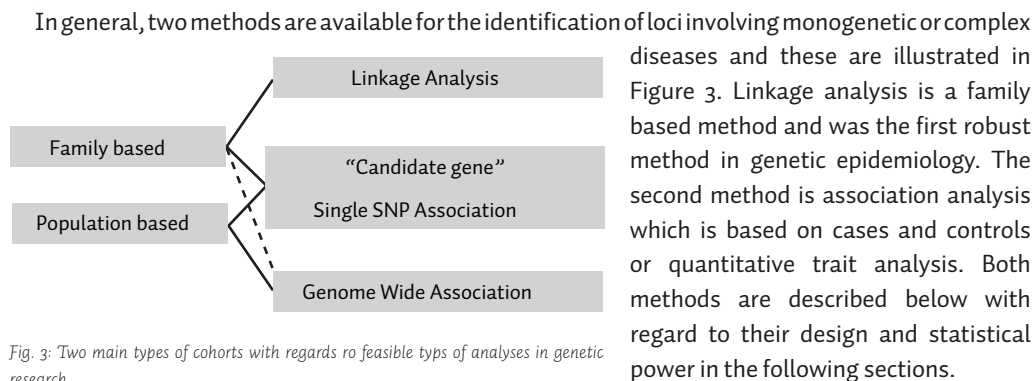 In general, two methods are available for the identification of loci involving monogenetic or complex
diseases and these are illustrated in
Figure 3. Linkage analysis is a family
based method and was the first robust
method in genetic epidemiology. The
second method is association analysis
which is based on cases and controls
or quantitative trait analysis. Both
methods are described below with
regard to their design and statistical
power in the following sections.
Linkage Analysis
Family based
"Candidate gene"
Single SNP Association
Population based
Genome Wide Association
Fig. 3: Two main types of cohorts with regards ro feasible typs of analyses in genetic
research